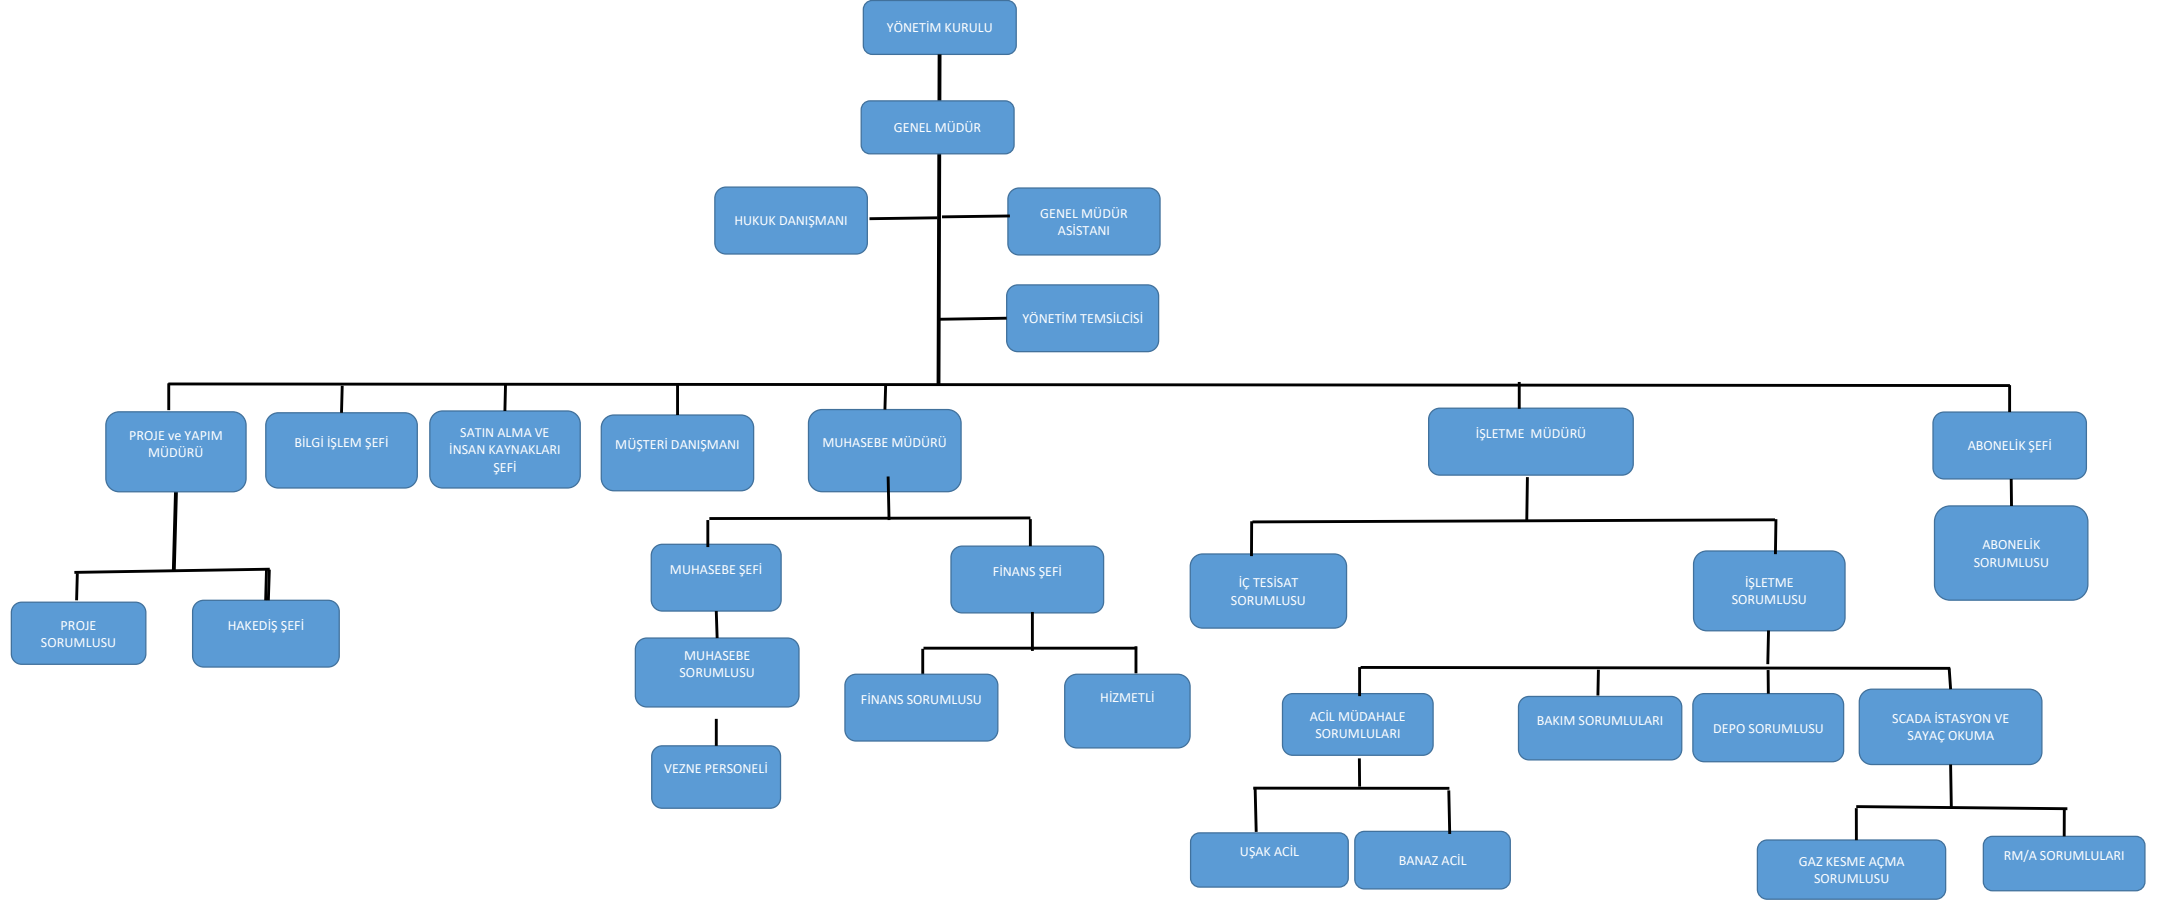 YÖNETİM KURULU
GENEL MÜDÜR
HUKUK DANIŞMANI
GENEL MÜDÜR
ASİSTANI
YÖNETİM TEMSİLCİSİ
PROJE ve YAPIM
MÜDÜRÜ
BİLGİ İŞLEM ŞEFİ
SATIN ALMA VE
İNSAN KAYNAKLARI
ŞEFİ
MÜŞTERİ DANIŞMANI
MUHASEBE MÜDÜRÜ
İŞLETME  MÜDÜRÜ
ABONELİK ŞEFİ
MUHASEBE ŞEFİ
FİNANS ŞEFİ
İÇ TESİSAT
SORUMLUSU
İŞLETME
SORUMLUSU
ABONELİK
SORUMLUSU
PROJE
SORUMLUSU
HAKEDİŞ ŞEFİ
MUHASEBE
SORUMLUSU
FİNANS SORUMLUSU
HİZMETLİ
ACİL MÜDAHALE
SORUMLULARI
BAKIM SORUMLULARI
DEPO SORUMLUSU
SCADA İSTASYON VE
SAYAÇ OKUMA
VEZNE PERSONELİ
UŞAK ACİL
BANAZ ACİL
GAZ KESME AÇMA
SORUMLUSU
RM/A SORUMLULARI